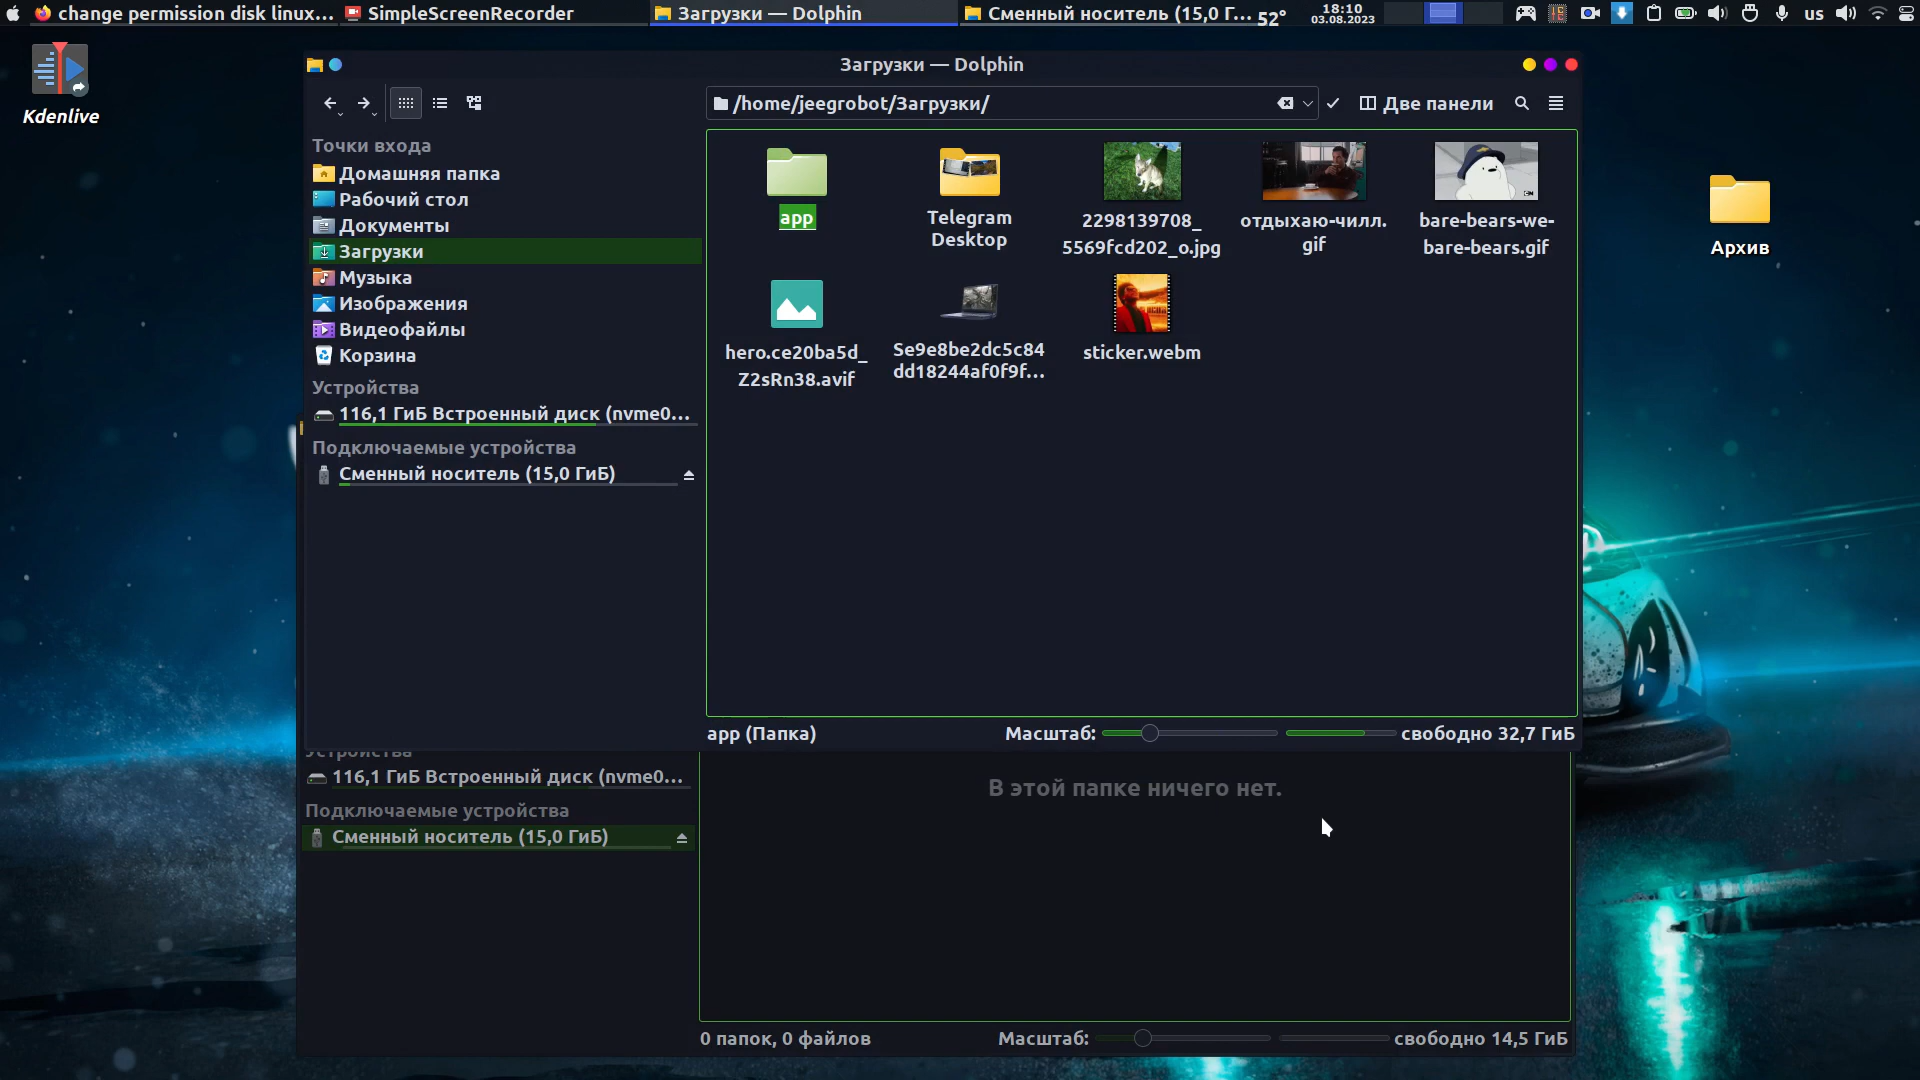 change permission disk linux...
SimpleScreenRecorder
Загрузки — Dolphin
Сменный носитель (15,0 Г...
52°
18:10
03.08.2023
us
Kdenlive
Архив
Загрузки — Dolphin
/home/jeegrobot/Загрузки/
Две панели
Точки входа
Домашняя папка
Рабочий стол
Документы
Загрузки
Музыка
Изображения
Видеофайлы
Корзина
Устройства
116,1 ГиБ Встроенный диск (nvme0...
Подключаемые устройства
Сменный носитель (15,0 ГиБ)
app
Telegram
Desktop
2298139708_
5569fcd202_o.jpg
отдыхаю-чилл.
gif
bare-bears-we-
bare-bears.gif
hero.ce20ba5d_
Z2sRn38.avif
Se9e8be2dc5c84
dd18244af0f9f...
sticker.webm
app (Папка)
Масштаб:
свободно 32,7 ГиБ
Устройства
116,1 ГиБ Встроенный диск (nvme0...
Подключаемые устройства
Сменный носитель (15,0 ГиБ)
В этой папке ничего нет.
0 папок, 0 файлов
Масштаб:
свободно 14,5 ГиБ